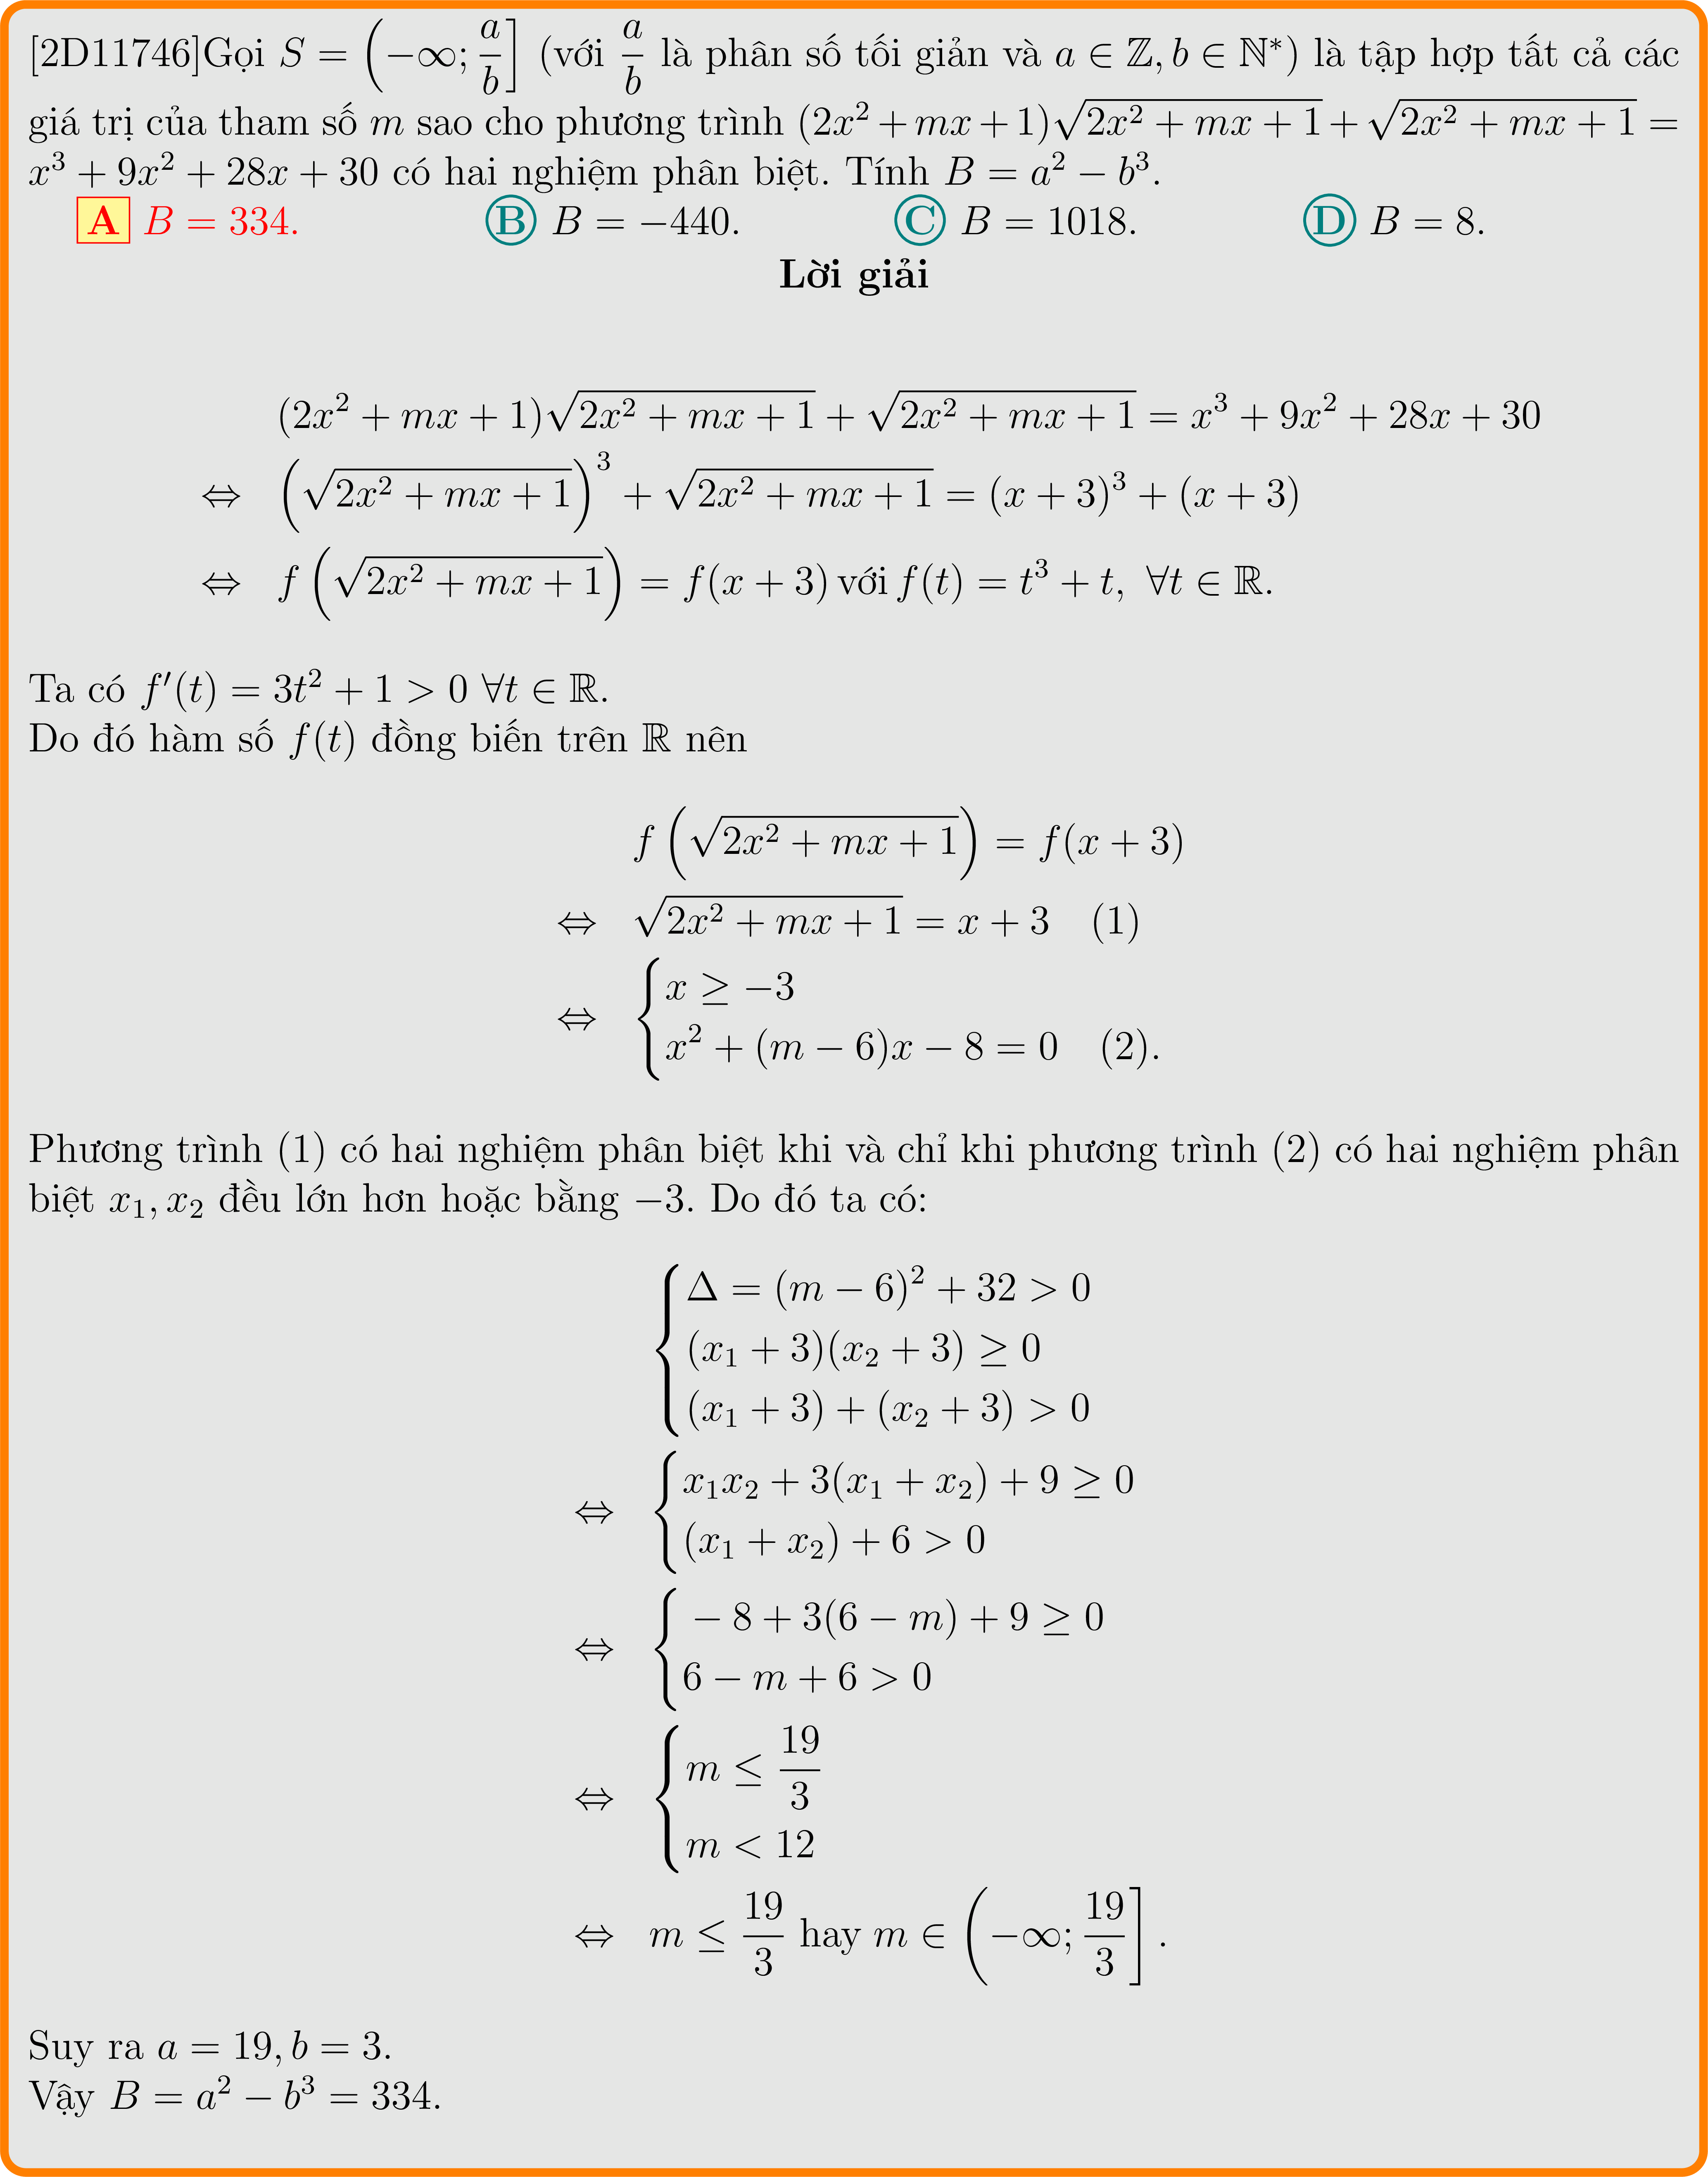 [2D11746]Gọi $S = \left(-\infty; \dfrac{a}{b}\right]$ (với $\dfrac{a}{b}$ là phân số tối giản và $a \in \mathbb{Z}, b \in \mathbb{N}^*$) là tập hợp tất cả các
giá trị của tham số $m$ sao cho phương trình $(2x^2 + mx + 1)\sqrt{2x^2 + mx + 1} + \sqrt{2x^2 + mx + 1} =$
$x^3 + 9x^2 + 28x + 30$ có hai nghiệm phân biệt. Tính $B = a^2 - b^3$.
A $B = 334.$ B $B = -440.$ C $B = 1018.$ D $B = 8.$
Lời giải
$(2x^2 + mx + 1)\sqrt{2x^2 + mx + 1} + \sqrt{2x^2 + mx + 1} = x^3 + 9x^2 + 28x + 30$
$\Leftrightarrow \left(\sqrt{2x^2 + mx + 1}\right)^3 + \sqrt{2x^2 + mx + 1} = (x + 3)^3 + (x + 3)$
$\Leftrightarrow f\left(\sqrt{2x^2 + mx + 1}\right) = f(x + 3)$ với $f(t) = t^3 + t, \ \forall t \in \mathbb{R}.$
Ta có $f'(t) = 3t^2 + 1 > 0 \ \forall t \in \mathbb{R}.$
Do đó hàm số $f(t)$ đồng biến trên $\mathbb{R}$ nên
$f\left(\sqrt{2x^2 + mx + 1}\right) = f(x + 3)$
$\Leftrightarrow \sqrt{2x^2 + mx + 1} = x + 3 \quad (1)$
$\Leftrightarrow \begin{cases} x \geq -3 \\ x^2 + (m - 6)x - 8 = 0 \quad (2). \end{cases}$
Phương trình (1) có hai nghiệm phân biệt khi và chỉ khi phương trình (2) có hai nghiệm phân
biệt $x_1, x_2$ đều lớn hơn hoặc bằng $-3$. Do đó ta có:
$\begin{cases} \Delta = (m - 6)^2 + 32 > 0 \\ (x_1 + 3)(x_2 + 3) \geq 0 \\ (x_1 + 3) + (x_2 + 3) > 0 \end{cases}$
$\Leftrightarrow \begin{cases} x_1x_2 + 3(x_1 + x_2) + 9 \geq 0 \\ (x_1 + x_2) + 6 > 0 \end{cases}$
$\Leftrightarrow \begin{cases} -8 + 3(6 - m) + 9 \geq 0 \\ 6 - m + 6 > 0 \end{cases}$
$\Leftrightarrow \begin{cases} m \leq \dfrac{19}{3} \\ m < 12 \end{cases}$
$\Leftrightarrow m \leq \dfrac{19}{3}$ hay $m \in \left(-\infty; \dfrac{19}{3}\right].$
Suy ra $a = 19, b = 3.$
Vậy $B = a^2 - b^3 = 334.$